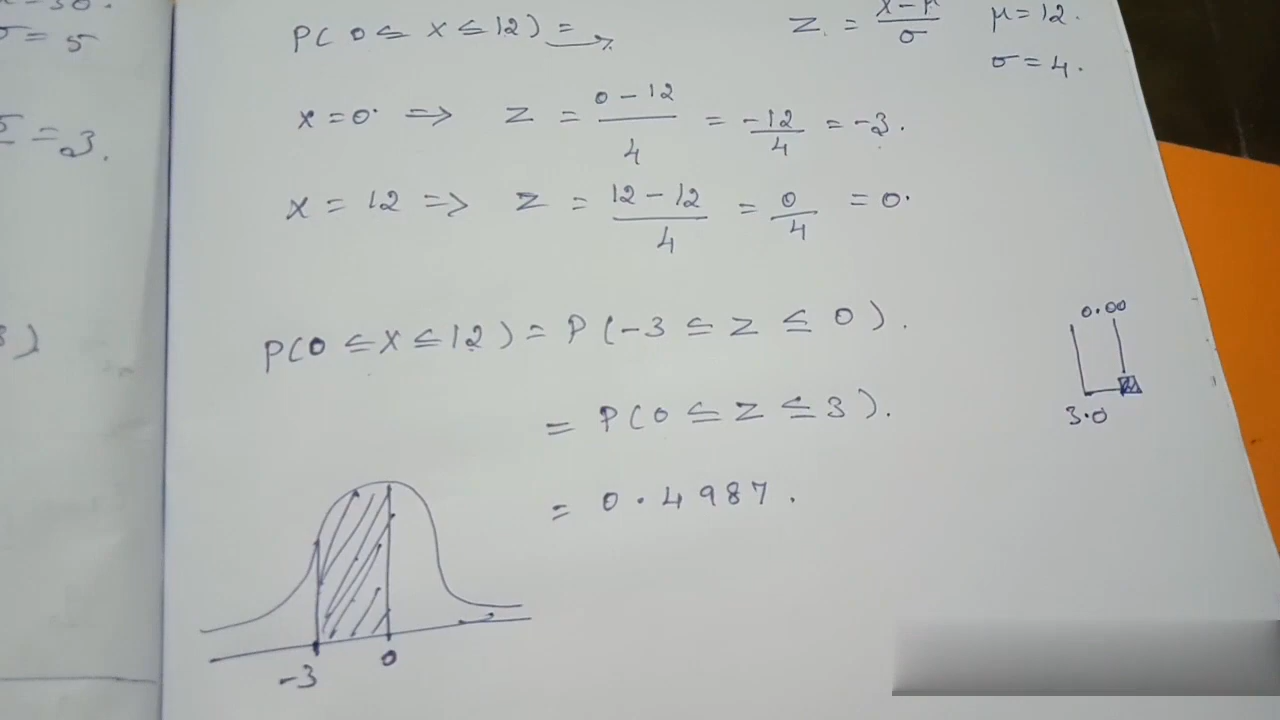 σ = 5
σ = 3.
P(0 ≤ x ≤ 12) =
z = x-μ/σ
μ = 12.
σ = 4.
x = 0. => z = 0-12/4 = -12/4 = -3.
x = 12 => z = 12-12/4 = 0/4 = 0.
P(0 ≤ x ≤ 12) = P(-3 ≤ z ≤ 0).
= P(0 ≤ z ≤ 3).
= 0.4987.
0.00
3.0
-3
0